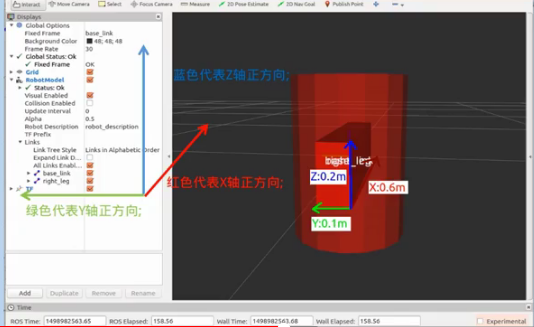 Interact Move Camera Select Focus Camera Measure 2D Pose Estimate 2D Nav Goal Publish Point
Displays
Global Options
Fixed Frame base_link
Background Color 48; 48; 48
Frame Rate 30
Global Status: Ok
Fixed Frame OK
Grid
RobotModel
Status: Ok
Visual Enabled
Collision Enabled
Update Interval 0
Alpha 0.5
Robot Description robot_description
TF Prefix
Links
Link Tree Style Links in Alphabetic Order
Expand Link D...
All Links Enabl...
base_link
right_leg
TF
蓝色代表Z轴正方向;
红色代表X轴正方向;
绿色代表Y轴正方向;
Z:0.2m
X:0.6m
Y:0.1m
Add Duplicate Remove Rename
Time
ROS Time: 1498982563.65 ROS Elapsed: 158.56 Wall Time: 1498982563.68 Wall Elapsed: 158.56 Experimental